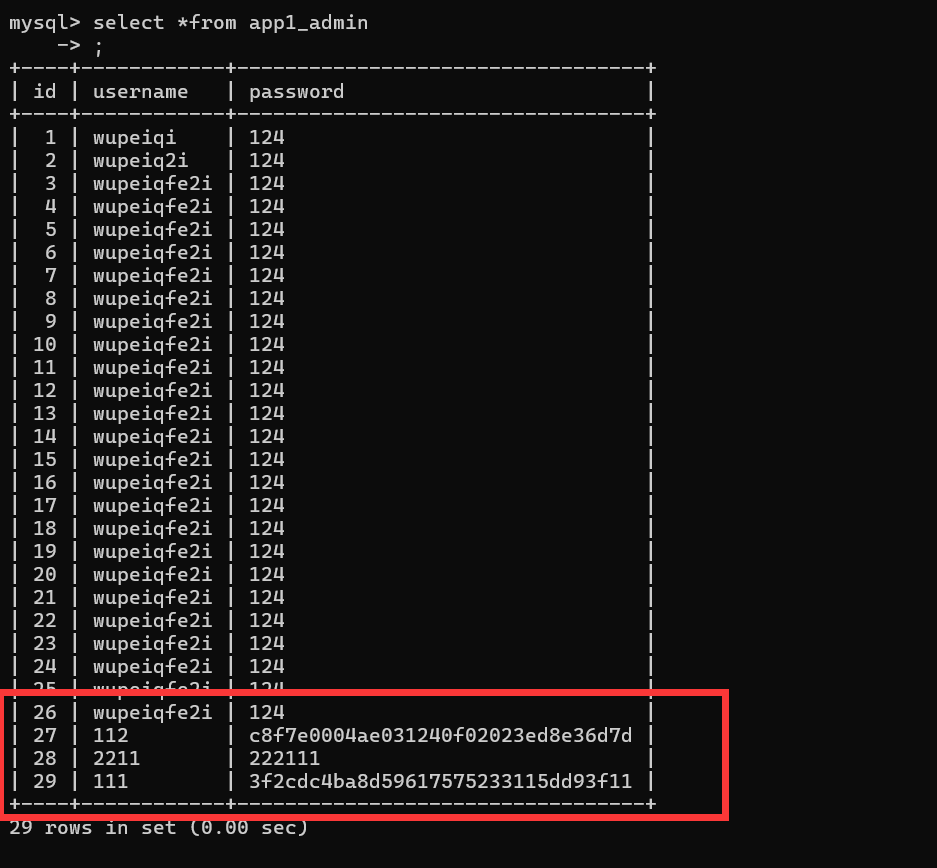 mysql> select *from app1_admin
    -> ;
+----+------------+----------------------------------+
| id | username   | password                         |
+----+------------+----------------------------------+
|  1 | wupeiqi    | 124                              |
|  2 | wupeiq2i   | 124                              |
|  3 | wupeiqfe2i | 124                              |
|  4 | wupeiqfe2i | 124                              |
|  5 | wupeiqfe2i | 124                              |
|  6 | wupeiqfe2i | 124                              |
|  7 | wupeiqfe2i | 124                              |
|  8 | wupeiqfe2i | 124                              |
|  9 | wupeiqfe2i | 124                              |
| 10 | wupeiqfe2i | 124                              |
| 11 | wupeiqfe2i | 124                              |
| 12 | wupeiqfe2i | 124                              |
| 13 | wupeiqfe2i | 124                              |
| 14 | wupeiqfe2i | 124                              |
| 15 | wupeiqfe2i | 124                              |
| 16 | wupeiqfe2i | 124                              |
| 17 | wupeiqfe2i | 124                              |
| 18 | wupeiqfe2i | 124                              |
| 19 | wupeiqfe2i | 124                              |
| 20 | wupeiqfe2i | 124                              |
| 21 | wupeiqfe2i | 124                              |
| 22 | wupeiqfe2i | 124                              |
| 23 | wupeiqfe2i | 124                              |
| 24 | wupeiqfe2i | 124                              |
| 25 | wupeiqfe2i | 124                              |
| 26 | wupeiqfe2i | 124                              |
| 27 | 112        | c8f7e0004ae031240f02023ed8e36d7d |
| 28 | 2211       | 222111                           |
| 29 | 111        | 3f2cdc4ba8d59617575233115dd93f11 |
+----+------------+----------------------------------+
29 rows in set (0.00 sec)